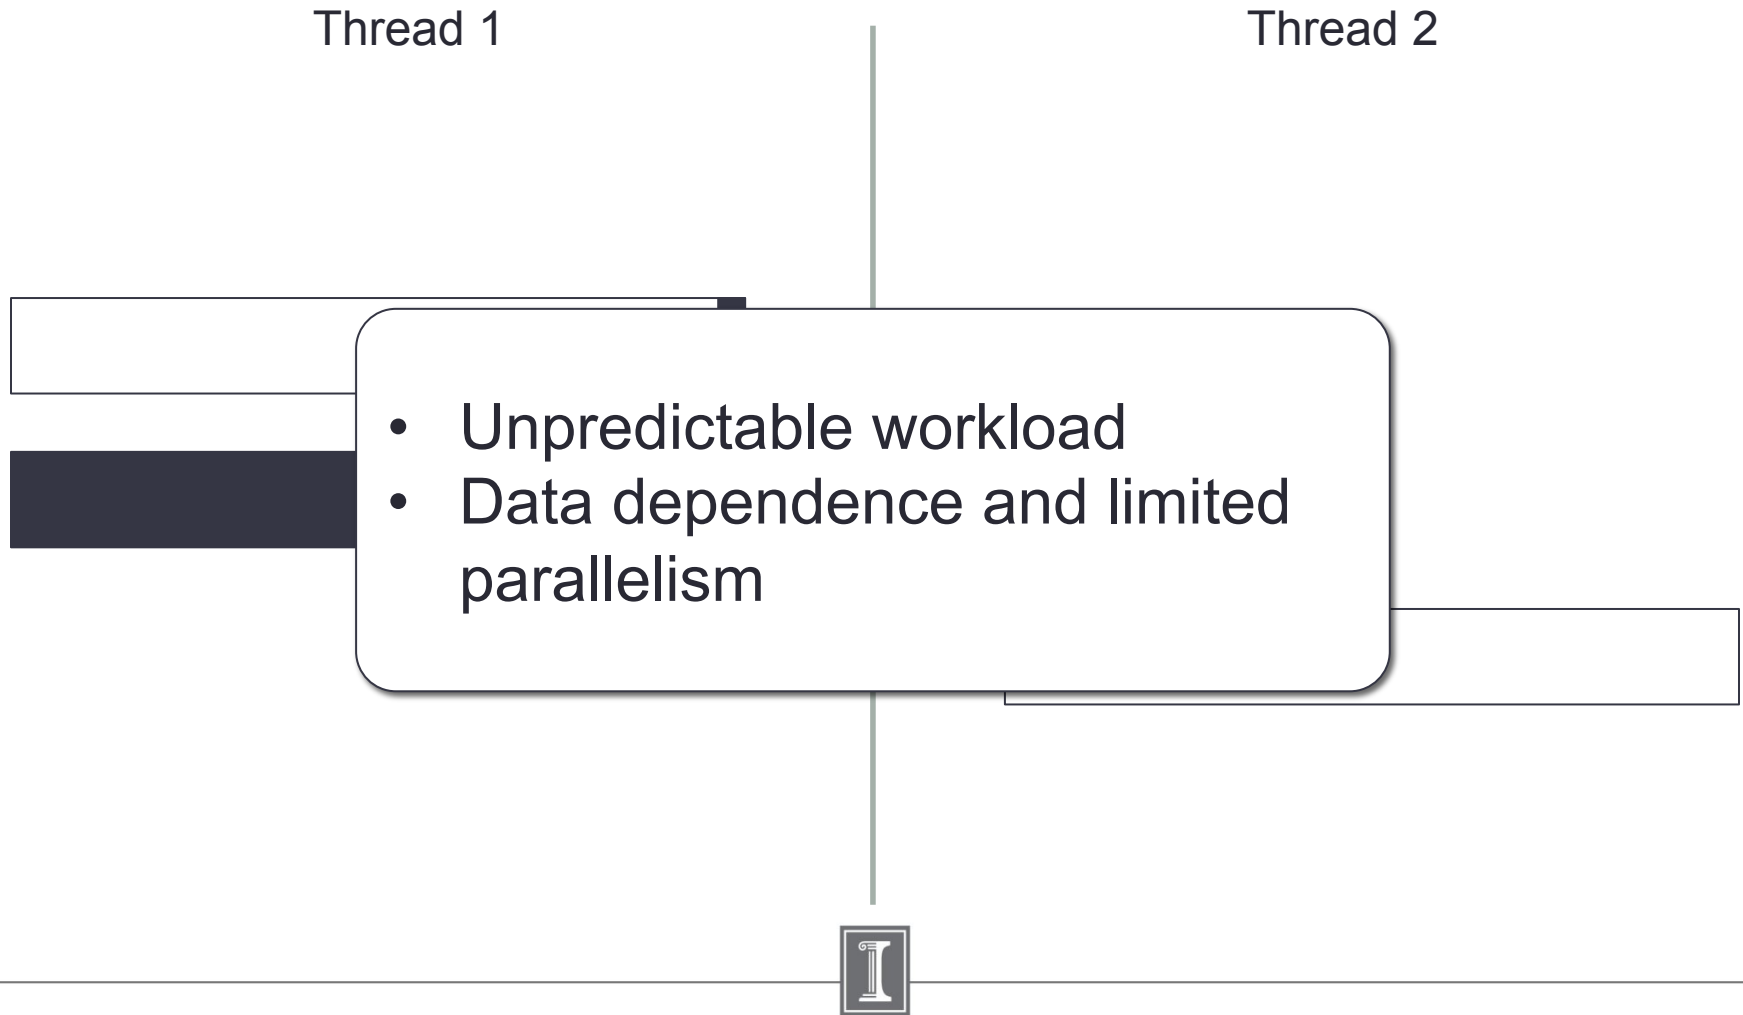 Thread 1
Thread 2
• Unpredictable workload
• Data dependence and limited
parallelism
I